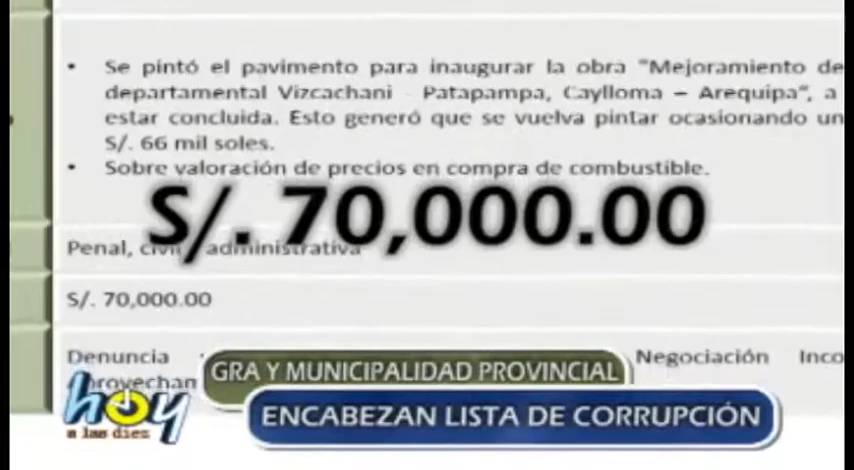 • Se pintó el pavimento para inaugurar la obra "Mejoramiento de
departamental Vizcachani - Patapampa, Caylloma – Arequipa", a
estar concluida. Esto generó que se vuelva pintar ocasionando un
S/. 66 mil soles.
• Sobre valoración de precios en compra de combustible.
S/. 70,000.00
Penal, civil, administrativa
S/. 70,000.00
Denuncia Negociación Inco
provechan
GRA Y MUNICIPALIDAD PROVINCIAL
ENCABEZAN LISTA DE CORRUPCIÓN
hoy
a las diez